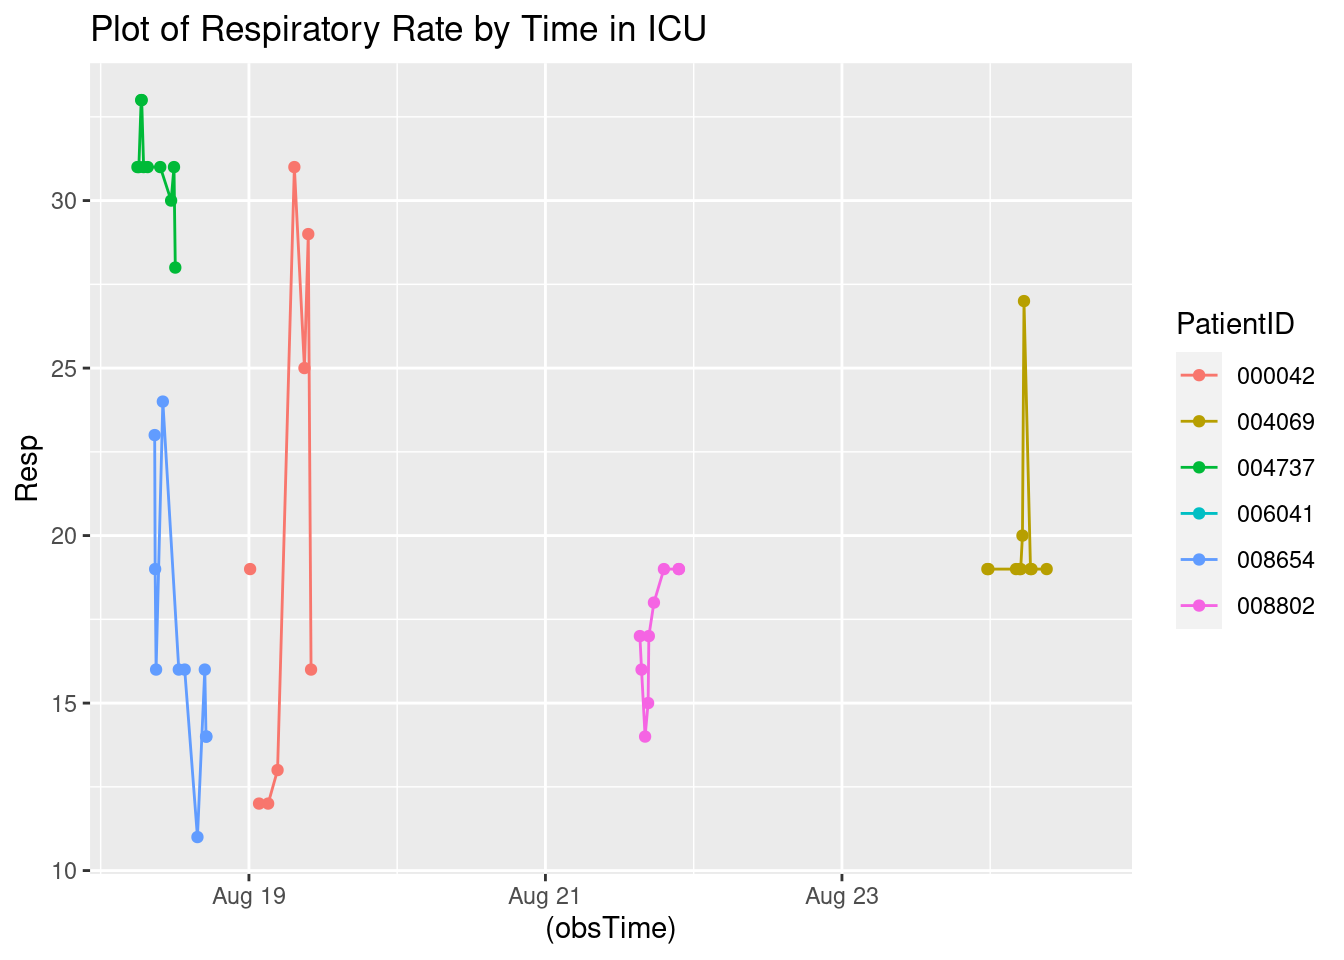 Plot of Respiratory Rate by Time in ICU
30
25
20
15
10
Resp
Aug 19
Aug 21
Aug 23
(obsTime)
PatientID
000042
004069
004737
006041
008654
008802